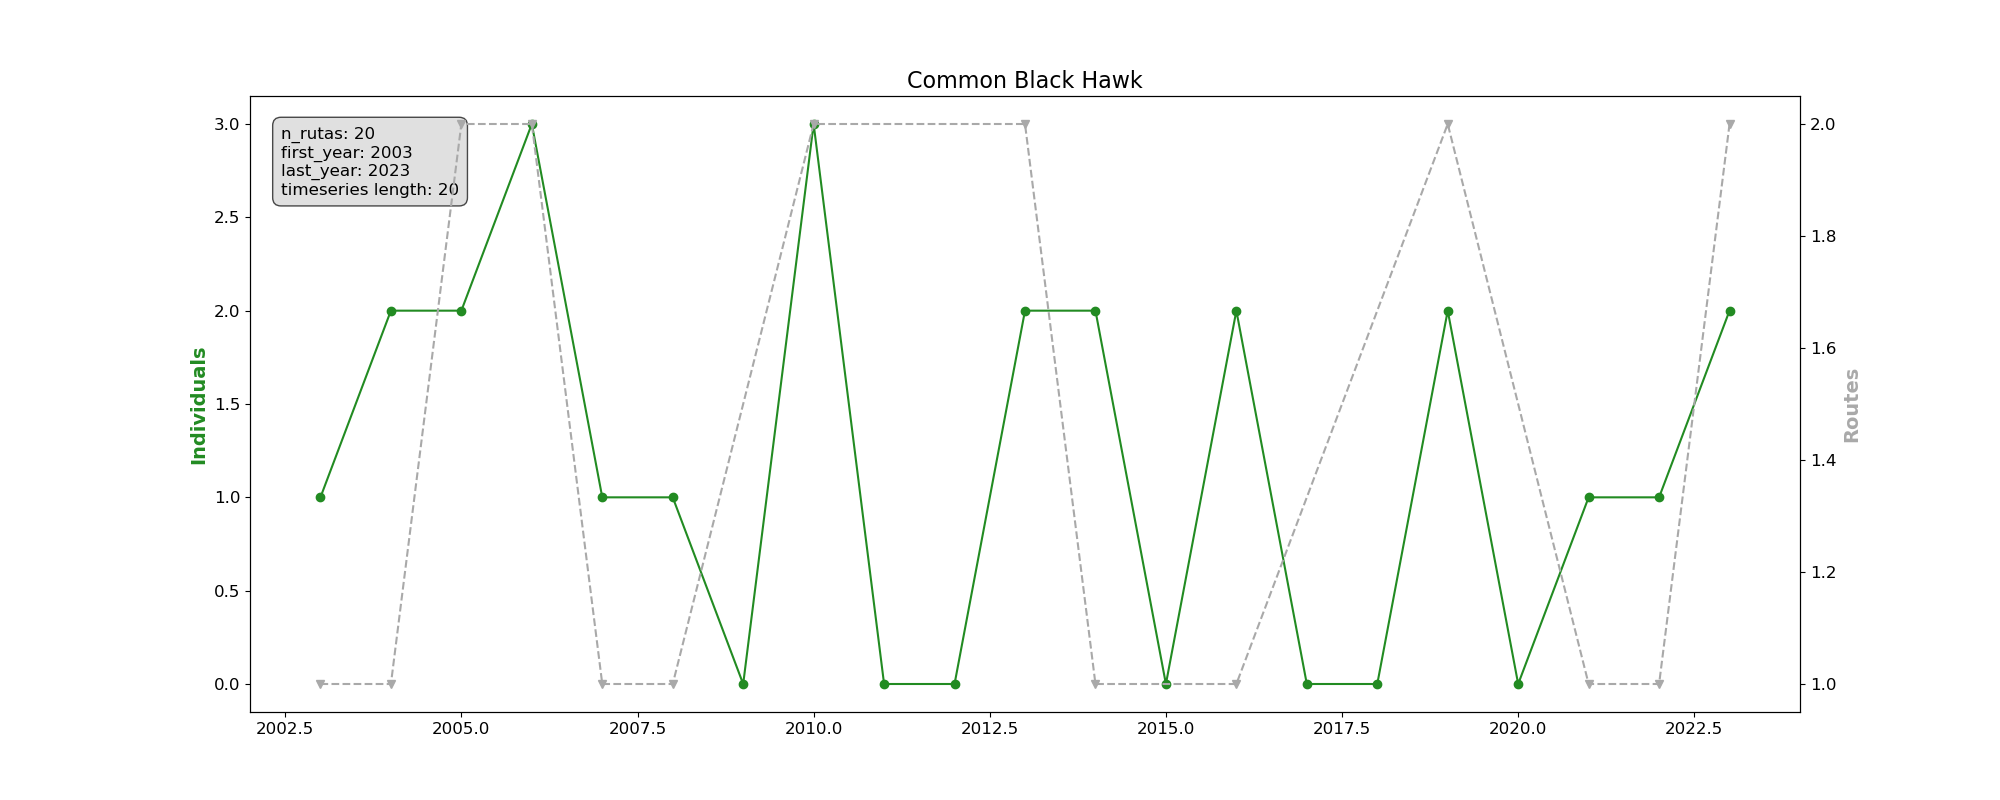 Common Black Hawk
n_rutas: 20
first_year: 2003
last_year: 2023
timeseries length: 20
3.0
2.5
2.0
1.5
1.0
0.5
0.0
Individuals
2.0
1.8
1.6
1.4
1.2
1.0
Routes
2002.5 2005.0 2007.5 2010.0 2012.5 2015.0 2017.5 2020.0 2022.5